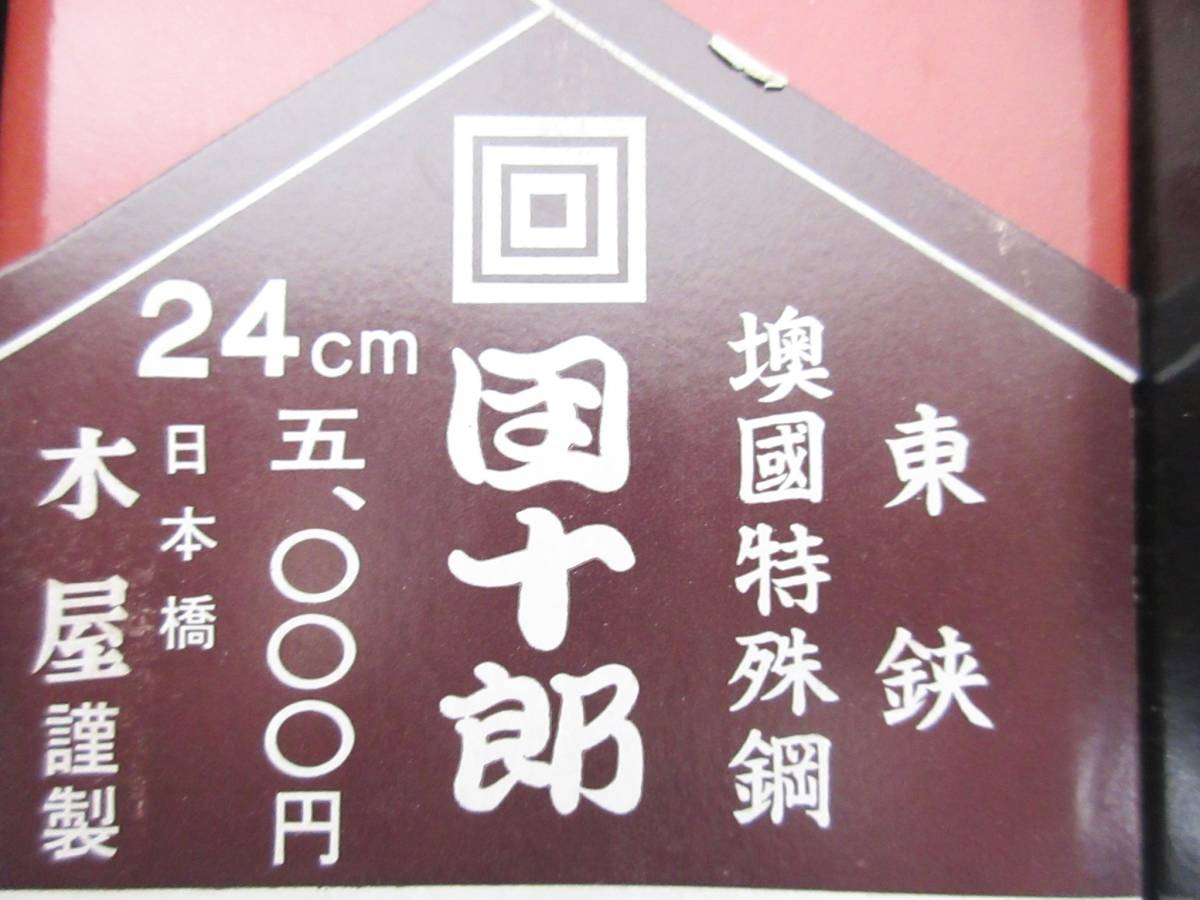 東鋏
墺國特殊鋼
団十郎
24cm
五、〇〇〇円
日本橋
木屋謹製